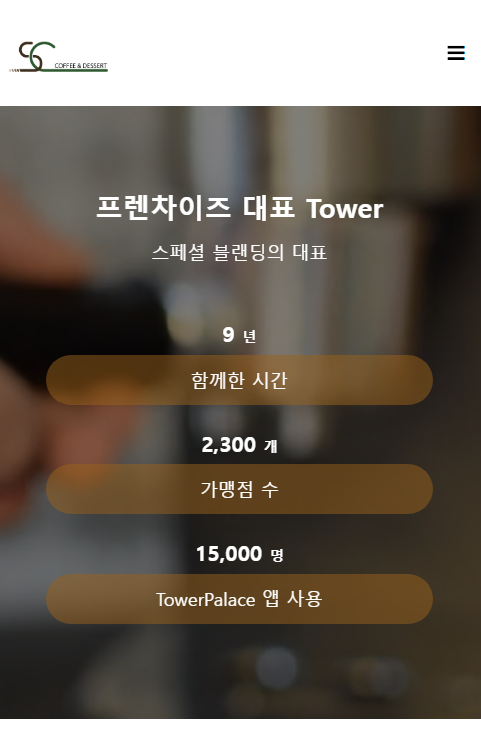 SC COFFEE & DESSERT
프렌차이즈 대표 Tower
스페셜 블랜딩의 대표
9 년
함께한 시간
2,300 개
가맹점 수
15,000 명
TowerPalace 앱 사용